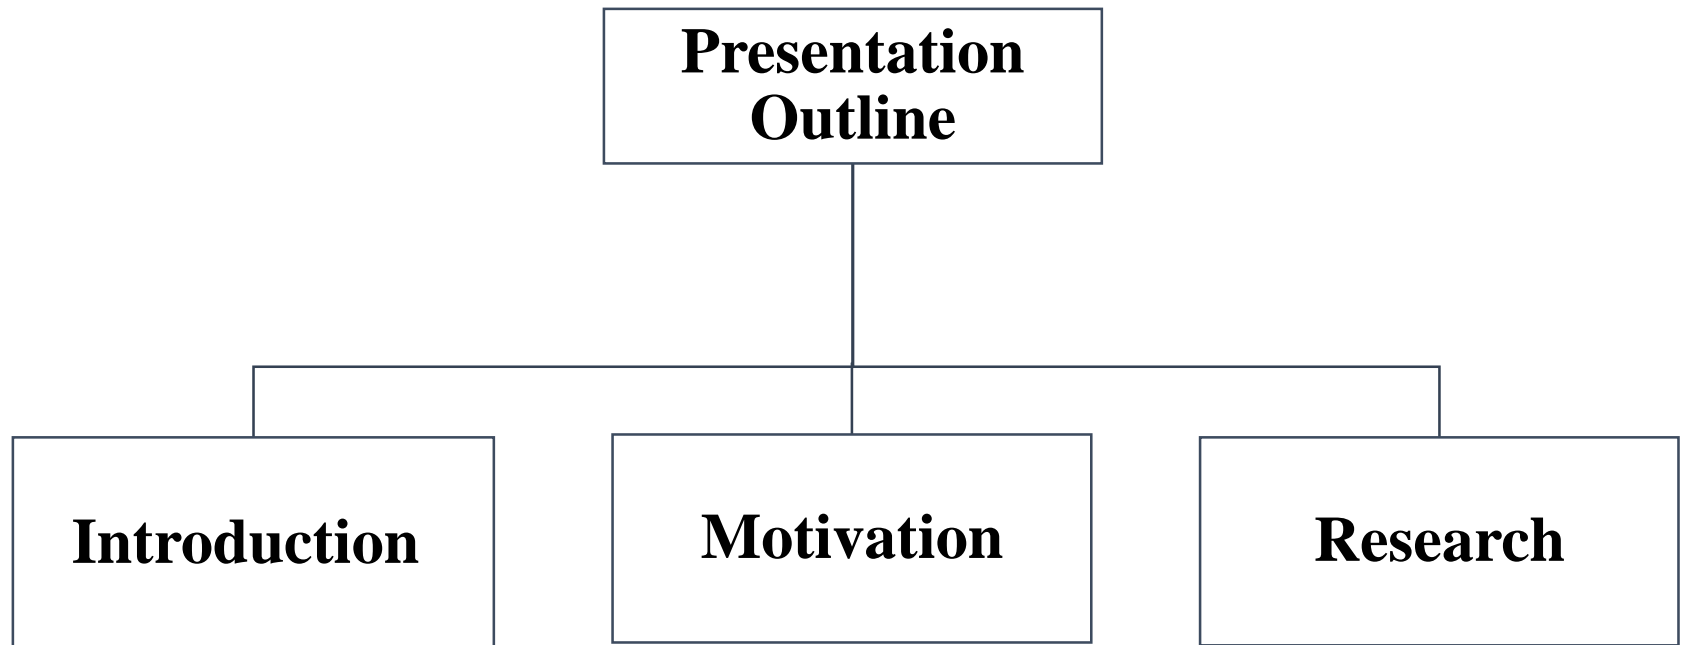 Presentation
Outline
Introduction
Motivation
Research